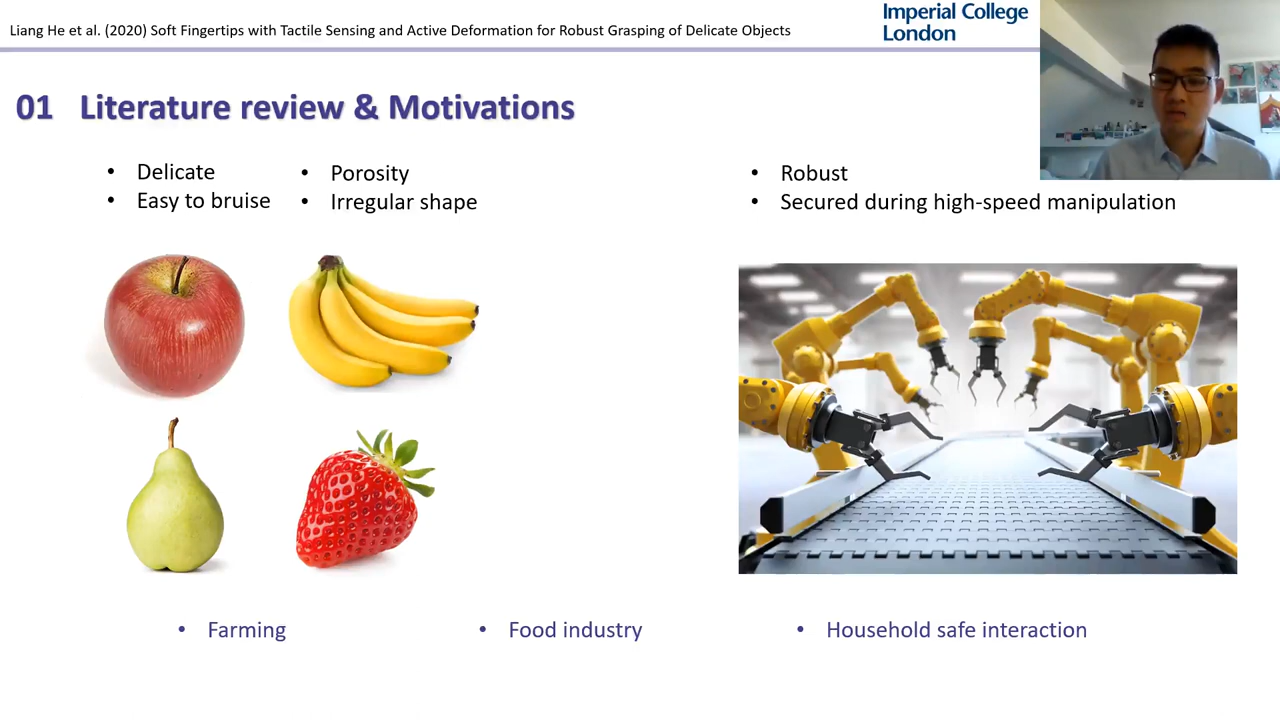 Liang He et al. (2020) Soft Fingertips with Tactile Sensing and Active Deformation for Robust Grasping of Delicate Objects
Imperial College
London
01 Literature review & Motivations
• Delicate
• Easy to bruise
• Porosity
• Irregular shape
• Robust
• Secured during high-speed manipulation
• Farming
• Food industry
• Household safe interaction